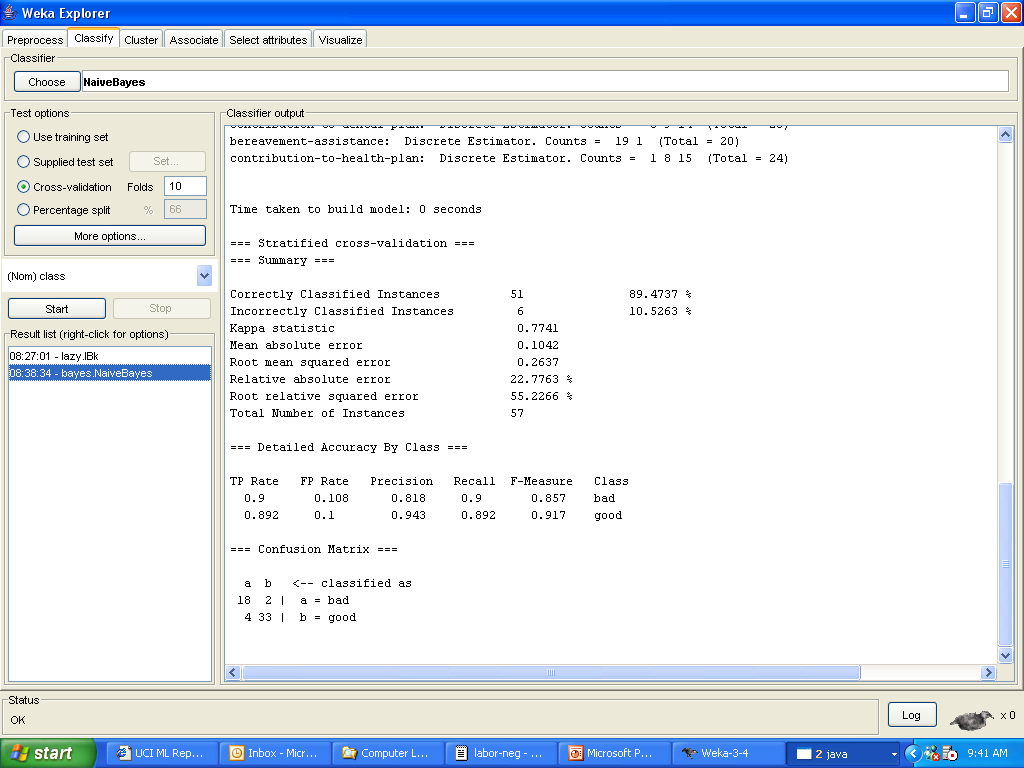 Weka Explorer
Preprocess Classify Cluster Associate Select attributes Visualize
Classifier
Choose NaiveBayes
Test options
Use training set
Supplied test set Set...
Cross-validation Folds 10
Percentage split % 66
More options...
(Nom) class
Start Stop
Result list (right-click for options)
08:27:01 - lazy.IBk
08:38:34 - bayes.NaiveBayes
Classifier output
bereavement-assistance: Discrete Estimator. Counts = 19 1 (Total = 20)
contribution-to-health-plan: Discrete Estimator. Counts = 1 8 15 (Total = 24)
Time taken to build model: 0 seconds
=== Stratified cross-validation ===
=== Summary ===
Correctly Classified Instances 51 89.4737 %
Incorrectly Classified Instances 6 10.5263 %
Kappa statistic 0.7741
Mean absolute error 0.1042
Root mean squared error 0.2637
Relative absolute error 22.7763 %
Root relative squared error 55.2266 %
Total Number of Instances 57
=== Detailed Accuracy By Class ===
TP Rate FP Rate Precision Recall F-Measure Class
0.9 0.108 0.818 0.9 0.857 bad
0.892 0.1 0.943 0.892 0.917 good
=== Confusion Matrix ===
a b <-- classified as
18 2 | a = bad
4 33 | b = good
Status
OK
Log x 0
start UCI ML Rep... Inbox - Micr... Computer L... labor-neg - ... Microsoft P... Weka-3-4 2 java 9:41 AM